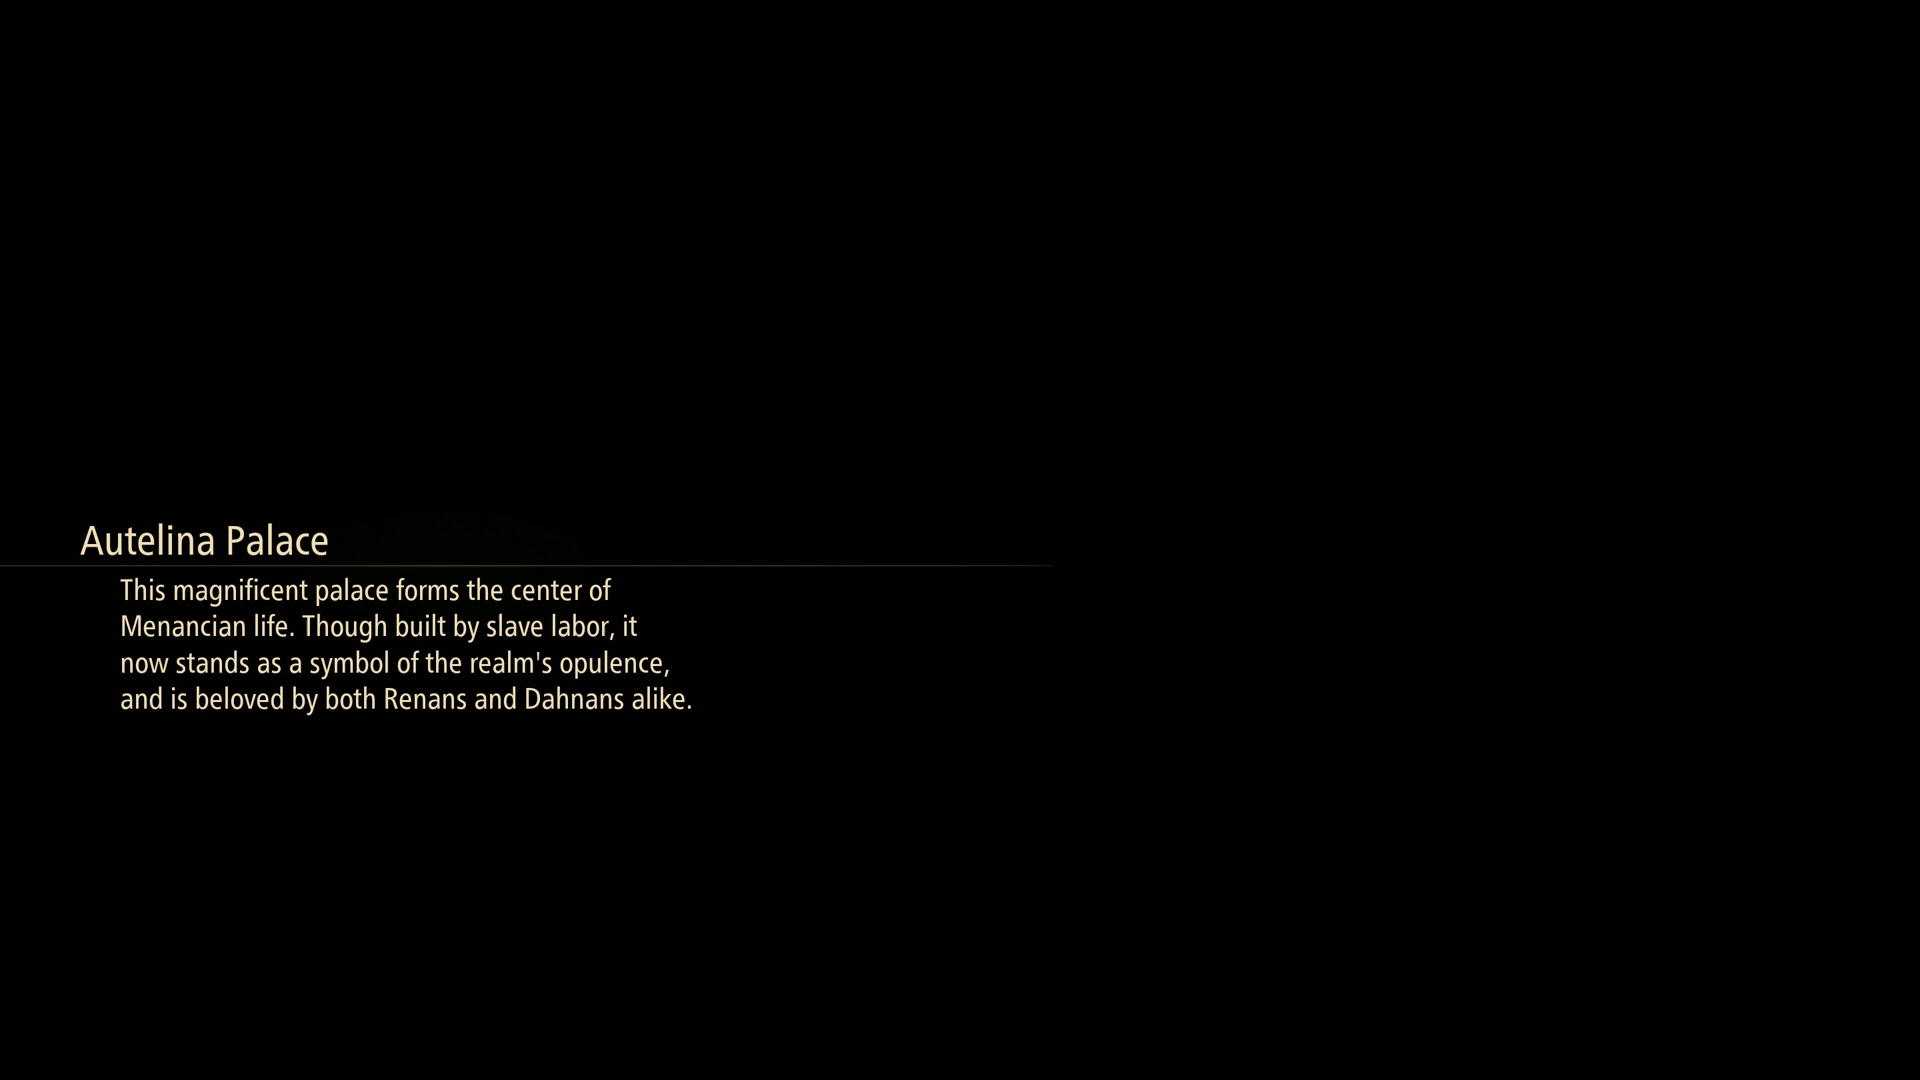 Autelina Palace
This magnificent palace forms the center of
Menancian life. Though built by slave labor, it
now stands as a symbol of the realm's opulence,
and is beloved by both Renans and Dahnans alike.